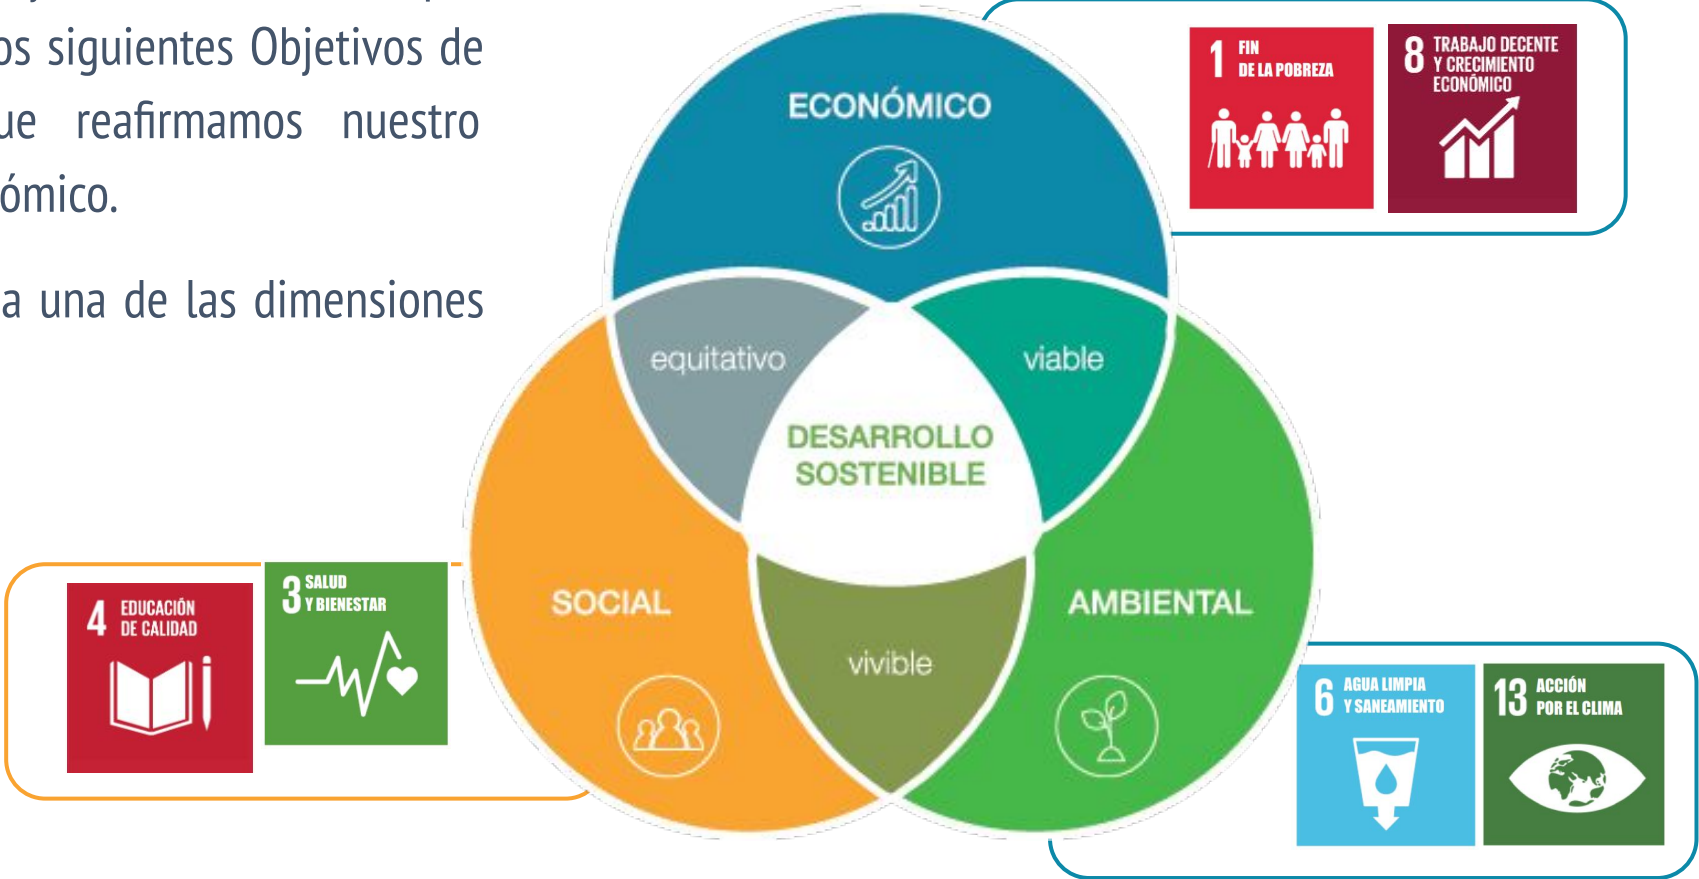 os siguientes Objetivos de
ue reafirmamos nuestro
ómico.
a una de las dimensiones
ECONÓMICO
1 FIN
DE LA POBREZA
8 TRABAJO DECENTE
Y CRECIMIENTO
ECONÓMICO
equitativo
viable
DESARROLLO
SOSTENIBLE
SOCIAL
AMBIENTAL
vivible
4 EDUCACIÓN
DE CALIDAD
3 SALUD
Y BIENESTAR
6 AGUA LIMPIA
Y SANEAMIENTO
13 ACCIÓN
POR EL CLIMA